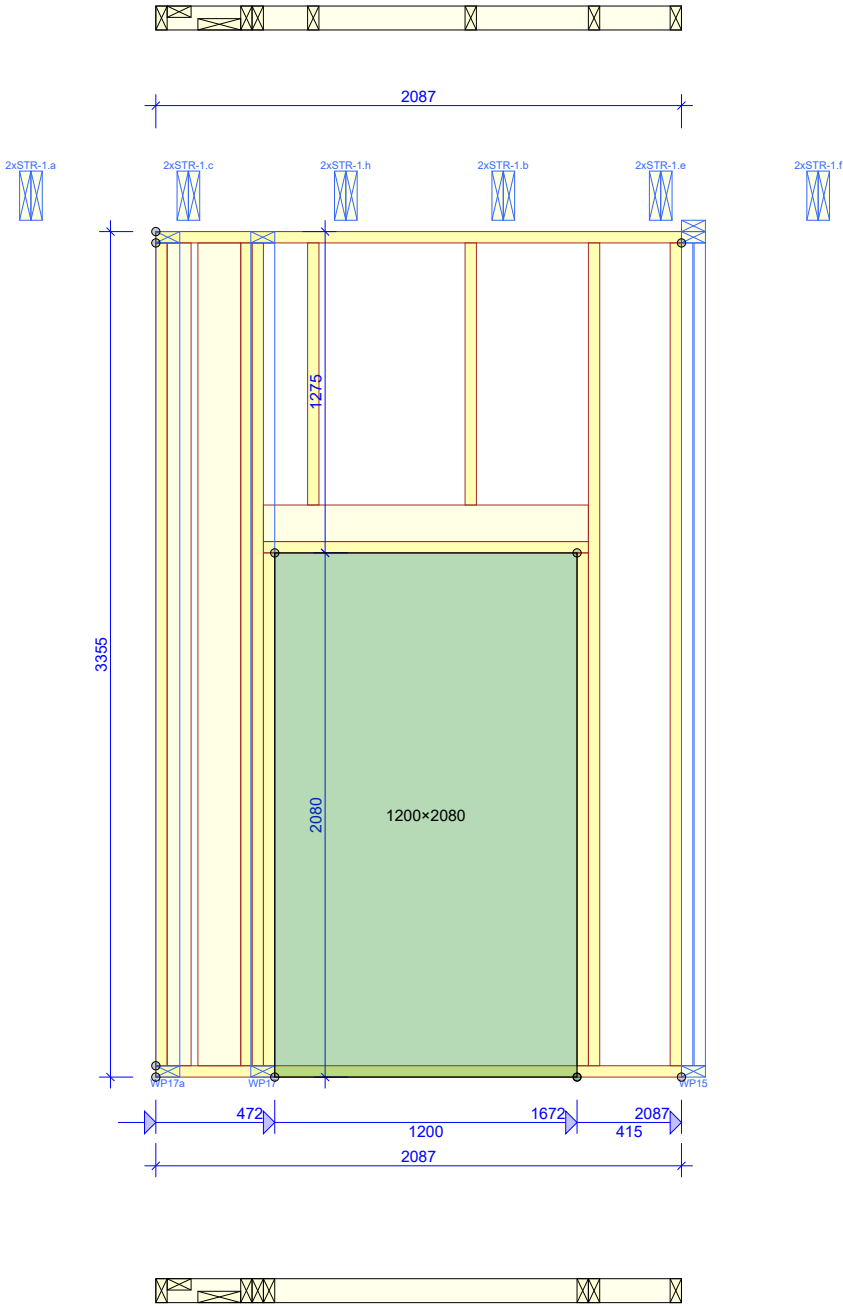 2087
2xSTR-1.a
2xSTR-1.c
2xSTR-1.h
2xSTR-1.b
2xSTR-1.e
2xSTR-1.f
1275
3355
2080
1200×2080
WP17a
WP17
WP15
472
1672
2087
1200
415
2087